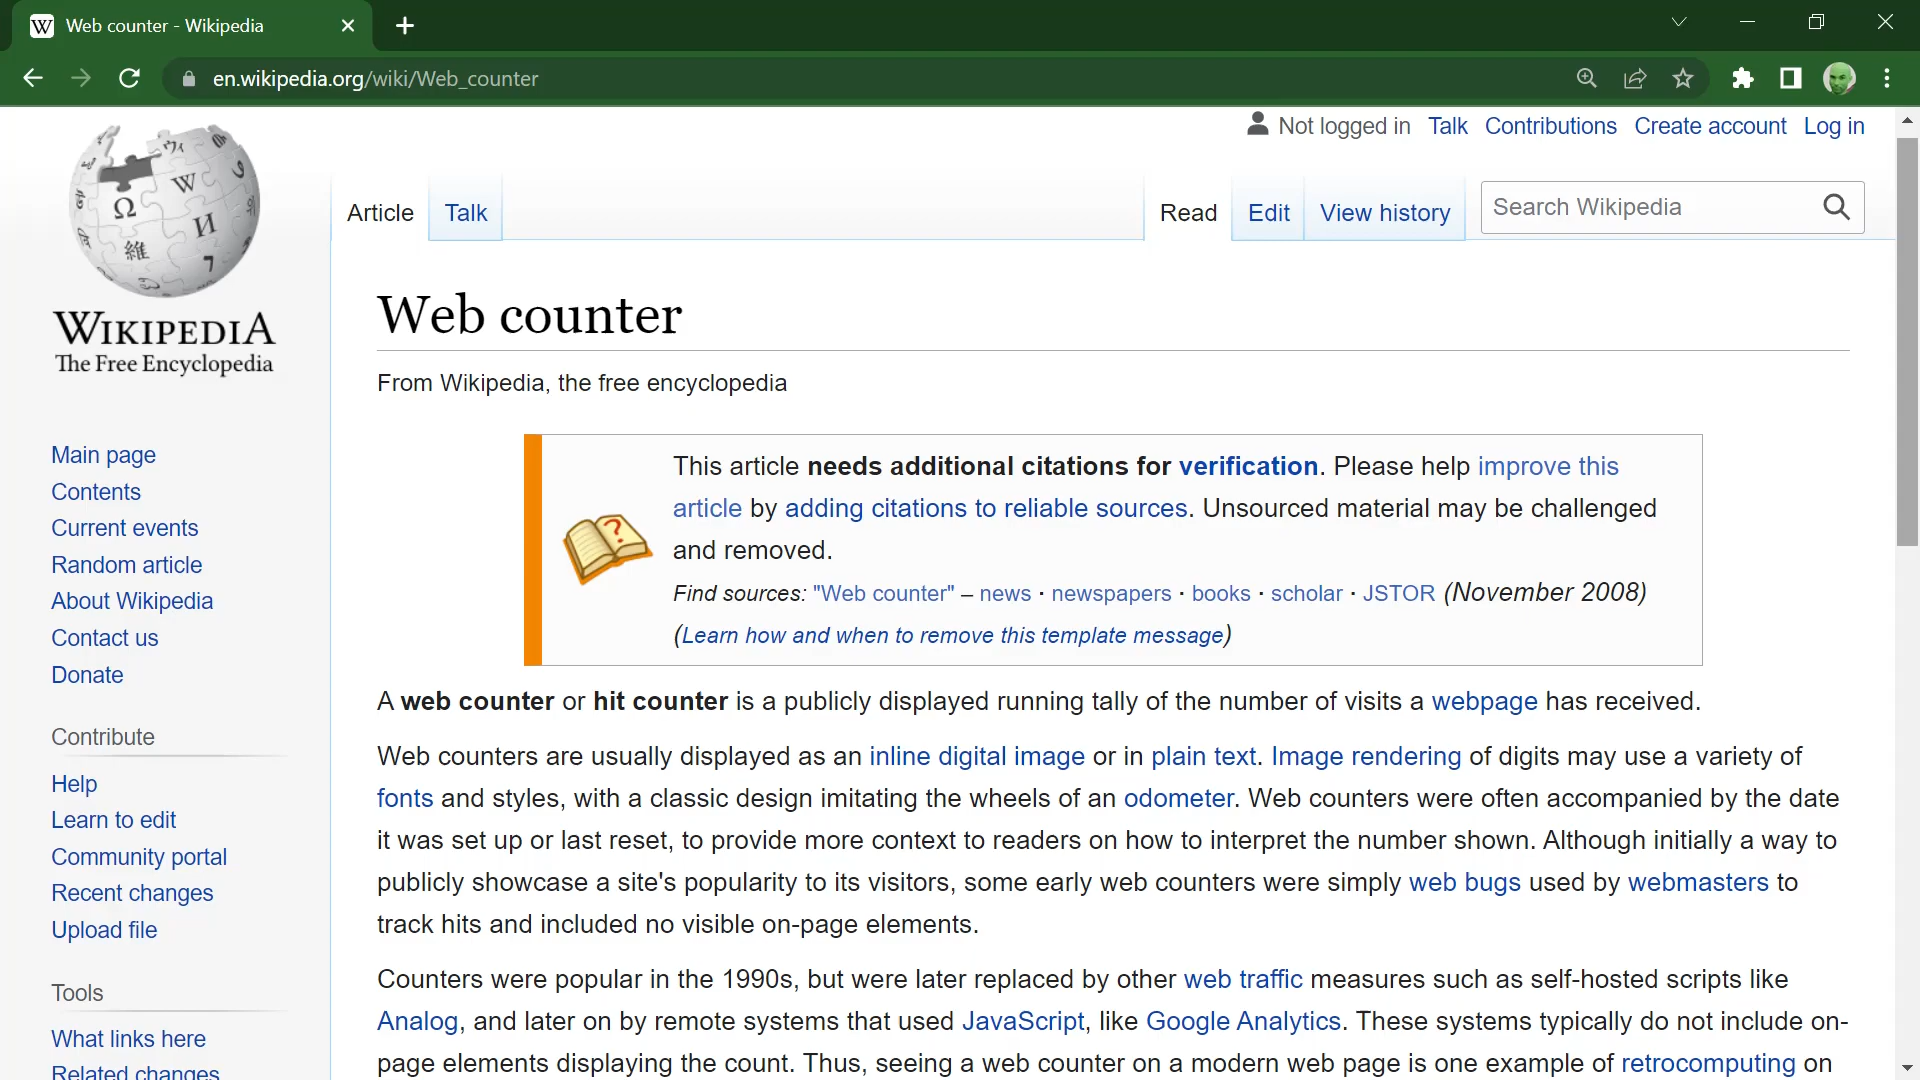 Web counter - Wikipedia
en.wikipedia.org/wiki/Web_counter
Not logged in Talk Contributions Create account Log in
Article Talk Read Edit View history Search Wikipedia
WIKIPEDIA
The Free Encyclopedia
Main page
Contents
Current events
Random article
About Wikipedia
Contact us
Donate
Contribute
Help
Learn to edit
Community portal
Recent changes
Upload file
Tools
What links here
Related changes
Web counter
From Wikipedia, the free encyclopedia
This article needs additional citations for verification. Please help improve this
article by adding citations to reliable sources. Unsourced material may be challenged
and removed.
Find sources: "Web counter" – news · newspapers · books · scholar · JSTOR (November 2008)
(Learn how and when to remove this template message)
A web counter or hit counter is a publicly displayed running tally of the number of visits a webpage has received.
Web counters are usually displayed as an inline digital image or in plain text. Image rendering of digits may use a variety of
fonts and styles, with a classic design imitating the wheels of an odometer. Web counters were often accompanied by the date
it was set up or last reset, to provide more context to readers on how to interpret the number shown. Although initially a way to
publicly showcase a site's popularity to its visitors, some early web counters were simply web bugs used by webmasters to
track hits and included no visible on-page elements.
Counters were popular in the 1990s, but were later replaced by other web traffic measures such as self-hosted scripts like
Analog, and later on by remote systems that used JavaScript, like Google Analytics. These systems typically do not include on-
page elements displaying the count. Thus, seeing a web counter on a modern web page is one example of retrocomputing on